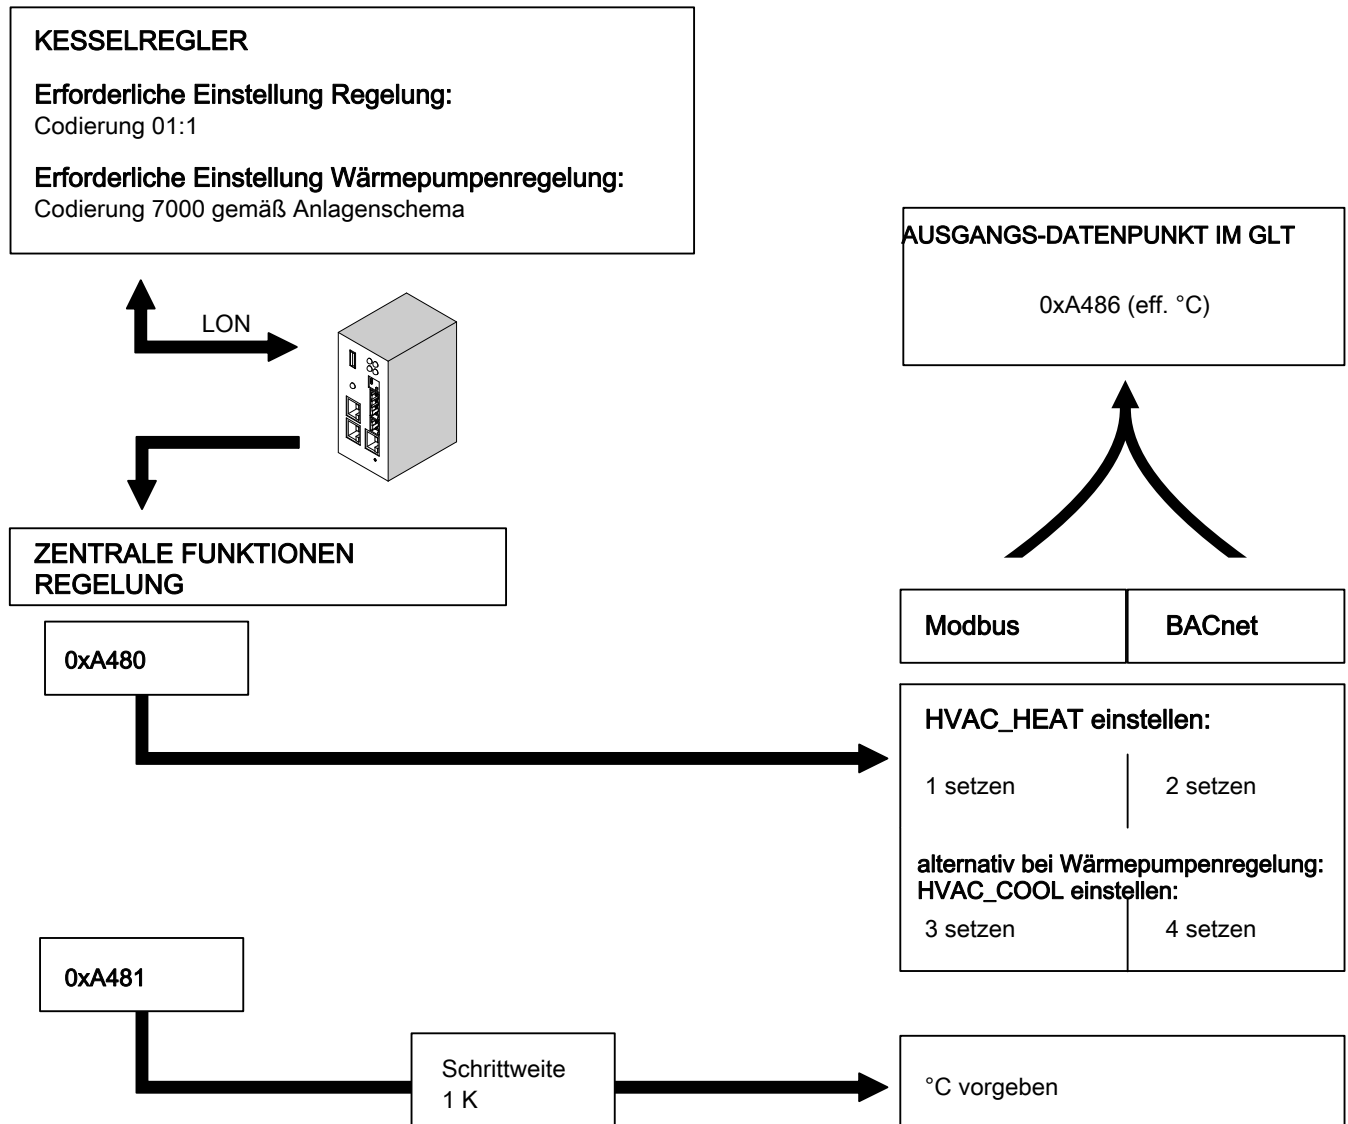 KESSELREGLER
Erforderliche Einstellung Regelung:
Codierung 01:1
Erforderliche Einstellung Wärmepumpenregelung:
Codierung 7000 gemäß Anlagenschema
LON
AUSGANGS-DATENPUNKT IM GLT
0xA486 (eff. °C)
ZENTRALE FUNKTIONEN
REGELUNG
0xA480
Modbus
BACnet
HVAC_HEAT einstellen:
1 setzen
2 setzen
alternativ bei Wärmepumpenregelung:
HVAC_COOL einstellen:
3 setzen
4 setzen
0xA481
Schrittweite
1 K
°C vorgeben